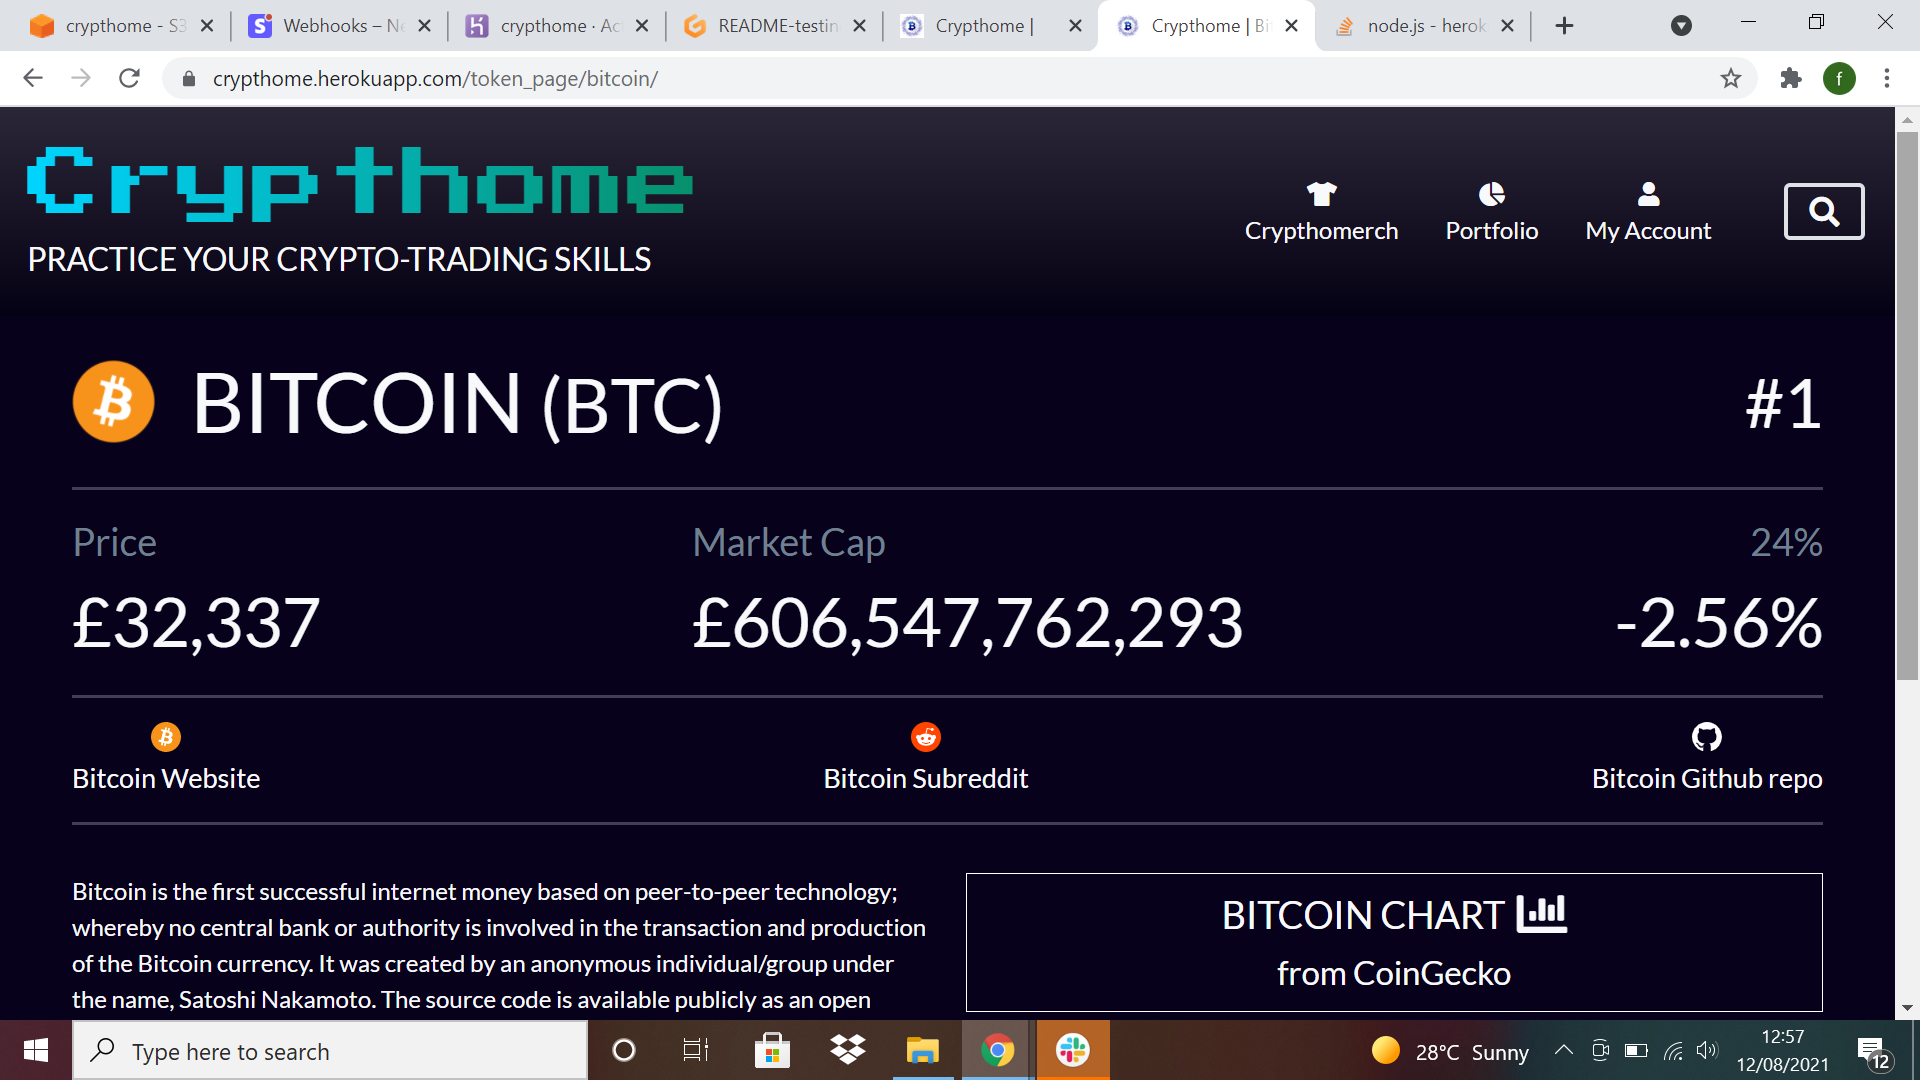 crypthome - S3
Webhooks – Ne
crypthome · Ac
README-testin
Crypthome |
Crypthome | Bi
node.js - herok
crypthome.herokuapp.com/token_page/bitcoin/
f
Crypthome
PRACTICE YOUR CRYPTO-TRADING SKILLS
Crypthomerch
Portfolio
My Account
BITCOIN (BTC)
#1
Price
Market Cap
24%
£32,337
£606,547,762,293
-2.56%
Bitcoin Website
Bitcoin Subreddit
Bitcoin Github repo
Bitcoin is the first successful internet money based on peer-to-peer technology;
whereby no central bank or authority is involved in the transaction and production
of the Bitcoin currency. It was created by an anonymous individual/group under
the name, Satoshi Nakamoto. The source code is available publicly as an open
BITCOIN CHART
from CoinGecko
Type here to search
28°C Sunny
12:57
12/08/2021
12